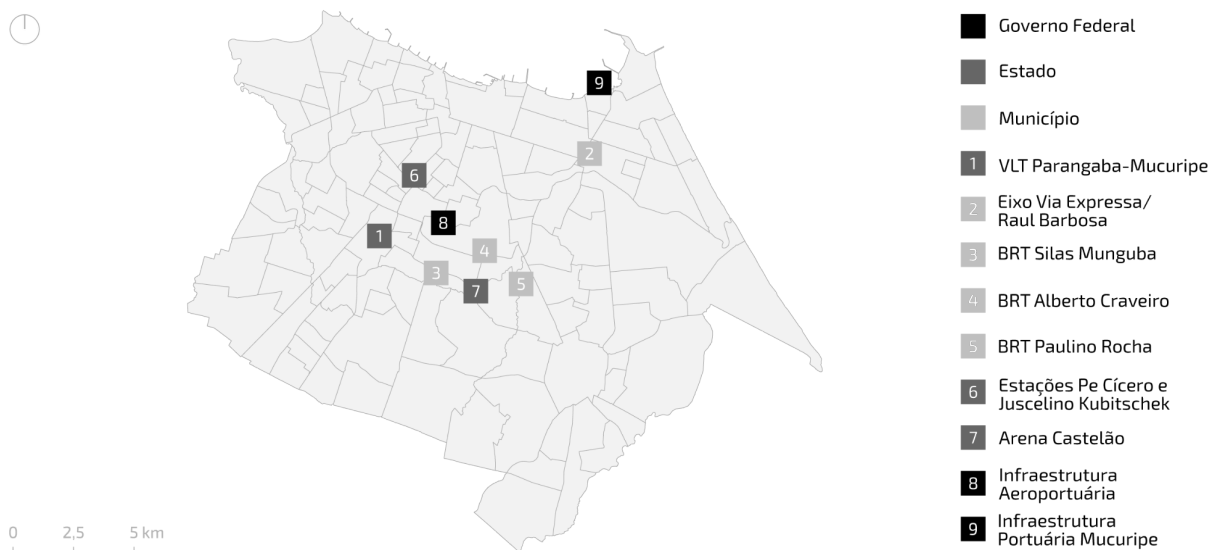 9
2
6
8
1
4
3
5
7
0 2,5 5 km
Governo Federal
Estado
Município
1 VLT Parangaba-Mucuripe
2 Eixo Via Expressa/
Raul Barbosa
3 BRT Silas Munguba
4 BRT Alberto Craveiro
5 BRT Paulino Rocha
6 Estações Pe Cícero e
Juscelino Kubitschek
7 Arena Castelão
8 Infraestrutura
Aeroportuária
9 Infraestrutura
Portuária Mucuripe